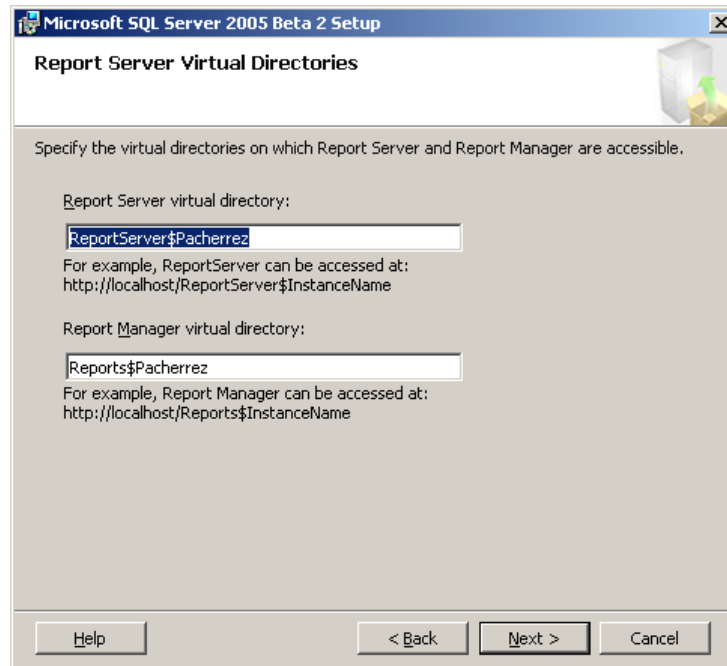 Microsoft SQL Server 2005 Beta 2 Setup
Report Server Virtual Directories
Specify the virtual directories on which Report Server and Report Manager are accessible.
Report Server virtual directory:
ReportServer$Pacherrez
For example, ReportServer can be accessed at:
http://localhost/ReportServer$InstanceName
Report Manager virtual directory:
Reports$Pacherrez
For example, Report Manager can be accessed at:
http://localhost/Reports$InstanceName
Help
< Back
Next >
Cancel